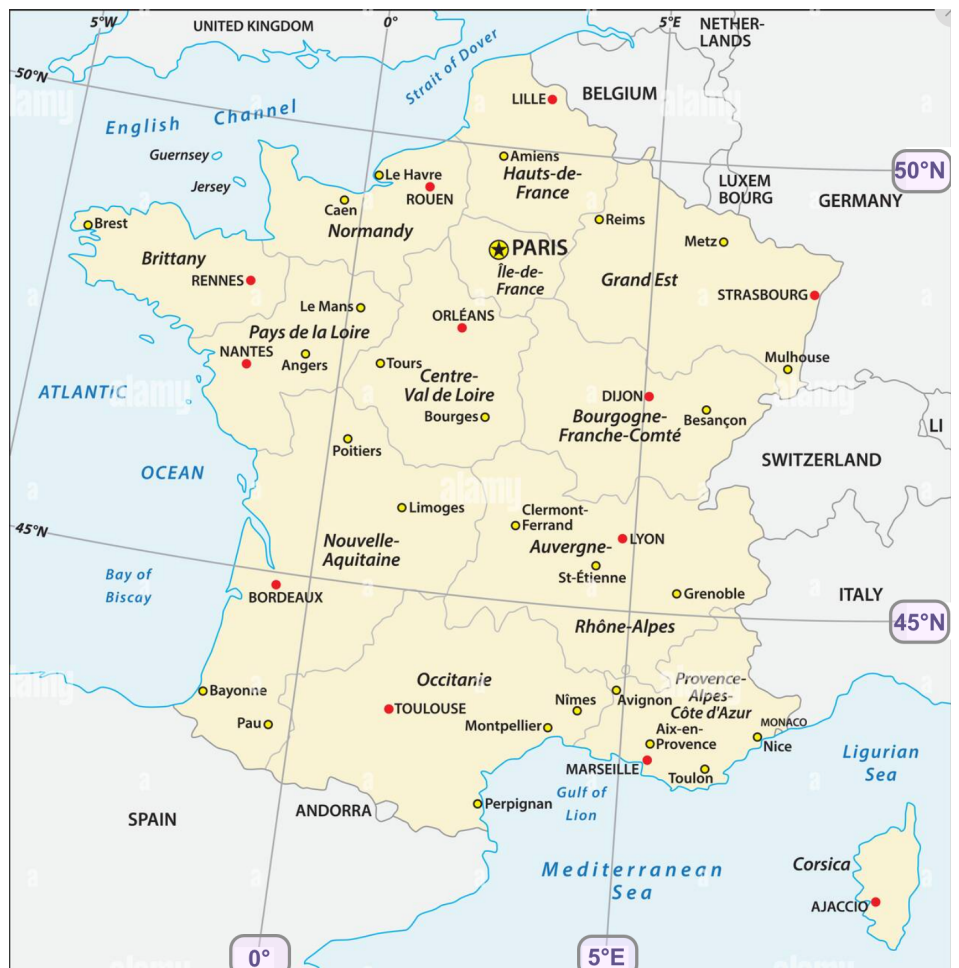 5°W
UNITED KINGDOM
0°
5°E
NETHER-
LANDS
50°N
Strait of Dover
LILLE
BELGIUM
alamy
a
alamy
English Channel
Guernsey
Amiens
Hauts-de-
France
50°N
Jersey
Le Havre
ROUEN
LUXEM
BOURG
GERMANY
Caen
Normandy
Reims
Brest
Metz
PARIS
Île-de-
France
Brittany
RENNES
Grand Est
STRASBOURG
Le Mans
ORLÉANS
Pays de la Loire
NANTES
Angers
Tours
Mulhouse
Centre-
Val de Loire
ATLANTIC
alamy
DIJON
Bourges
Bourgogne-
Franche-Comté
Besançon
LI
Poitiers
OCEAN
SWITZERLAND
a
alamy
Limoges
Clermont-
Ferrand
45°N
Nouvelle-
Aquitaine
Auvergne-
LYON
St-Étienne
Bay of
Biscay
BORDEAUX
Grenoble
ITALY
45°N
Rhône-Alpes
alamy
Occitanie
Provence-
Alpes-
Côte d'Azur
Bayonne
Nîmes
Avignon
TOULOUSE
Pau
Montpellier
Aix-en-
Provence
MONACO
Nice
MARSEILLE
Toulon
Ligurian
Sea
Gulf of
Lion
SPAIN
ANDORRA
Perpignan
Mediterranean
Sea
Corsica
AJACCIO
0°
5°E
alamy